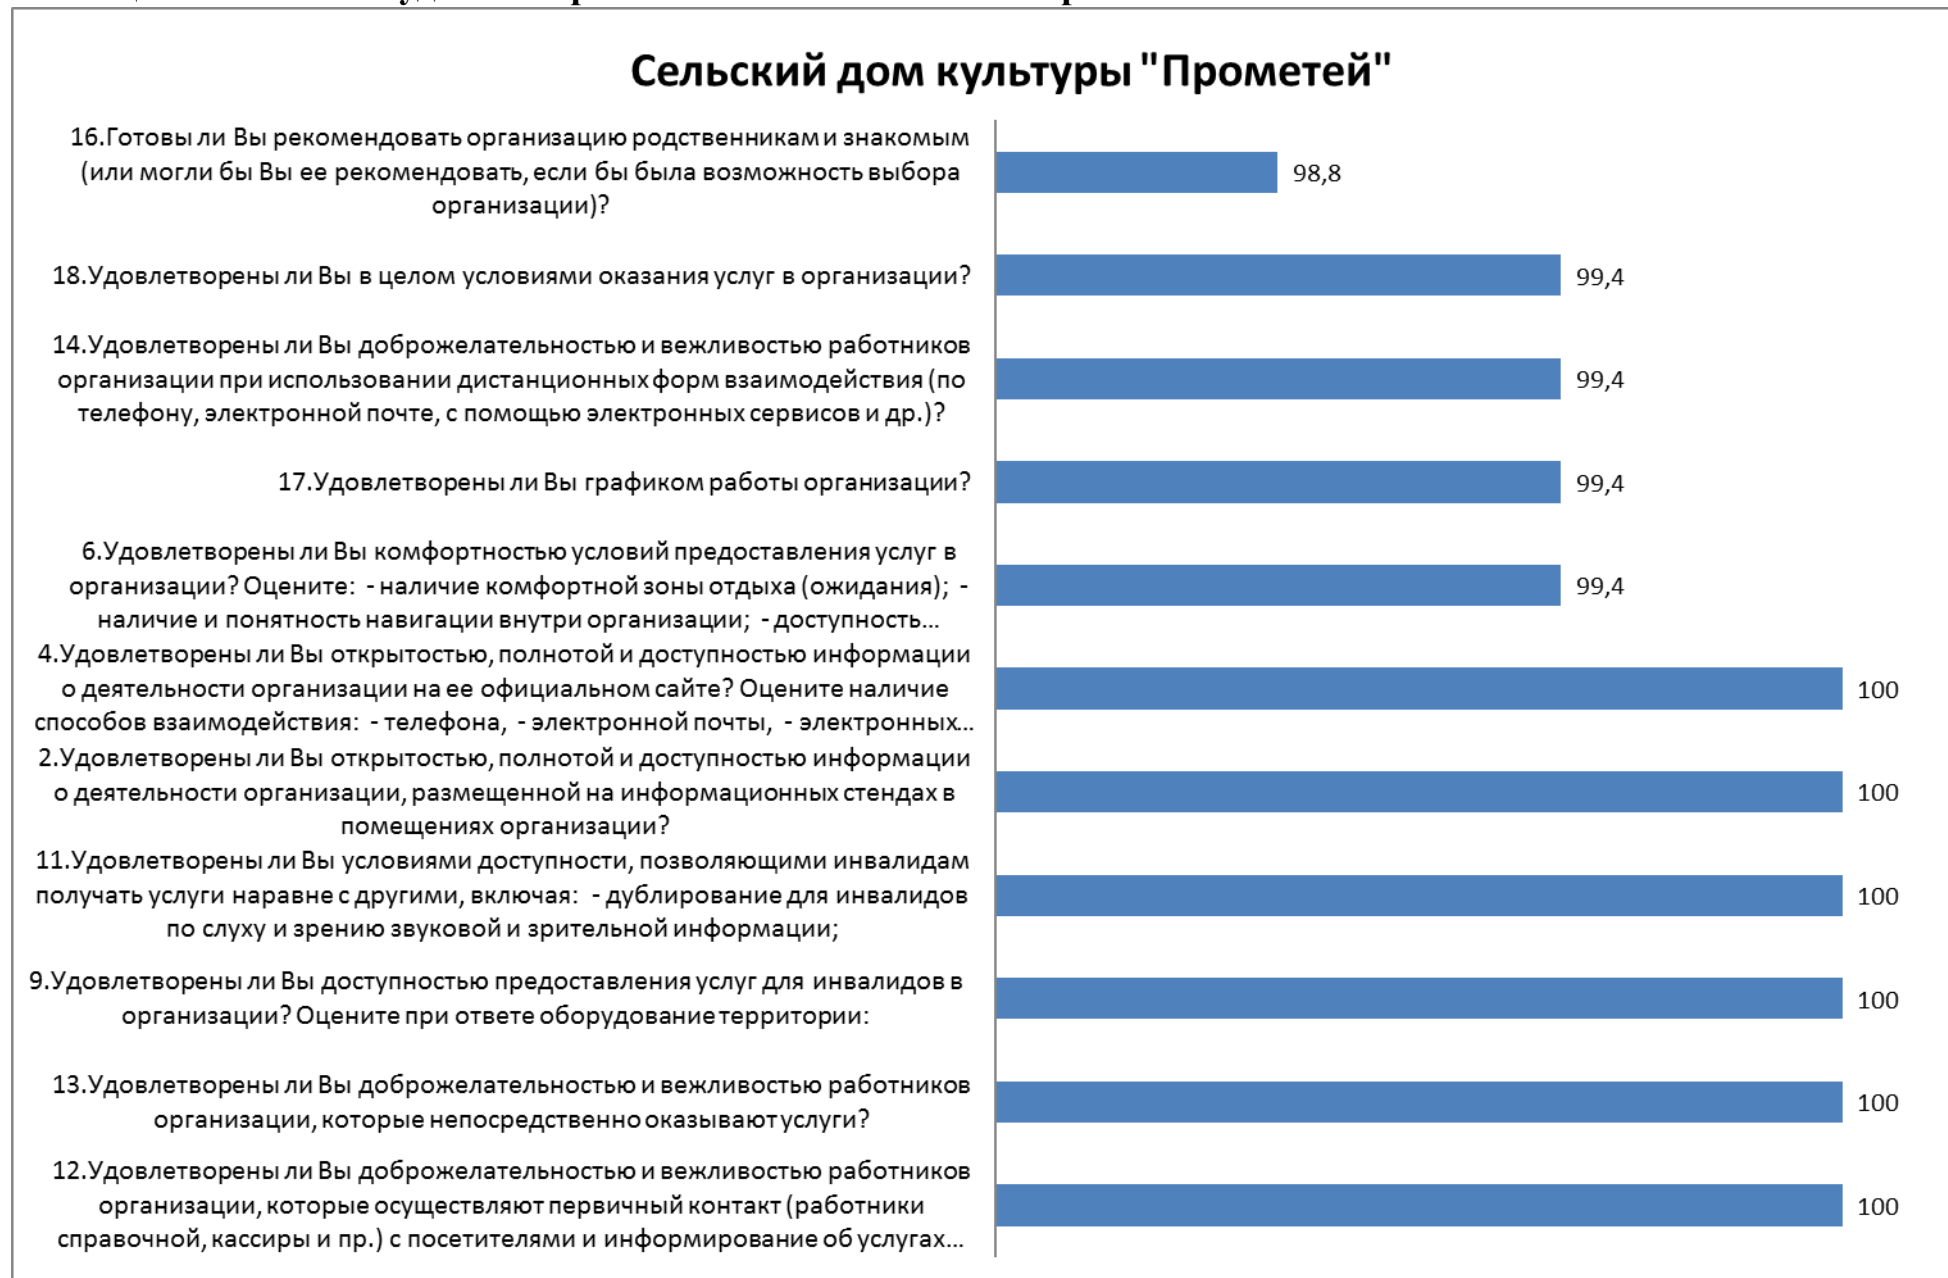 Сельский дом культуры "Прометей"
16.Готовы ли Вы рекомендовать организацию родственникам и знакомым
(или могли бы Вы ее рекомендовать, если бы была возможность выбора
организации)?
98,8
18.Удовлетворены ли Вы в целом условиями оказания услуг в организации?
99,4
14.Удовлетворены ли Вы доброжелательностью и вежливостью работников
организации при использовании дистанционных форм взаимодействия (по
телефону, электронной почте, с помощью электронных сервисов и др.)?
99,4
17.Удовлетворены ли Вы графиком работы организации?
99,4
6.Удовлетворены ли Вы комфортностью условий предоставления услуг в
организации? Оцените: - наличие комфортной зоны отдыха (ожидания); -
наличие и понятность навигации внутри организации; - доступность...
99,4
4.Удовлетворены ли Вы открытостью, полнотой и доступностью информации
о деятельности организации на ее официальном сайте? Оцените наличие
способов взаимодействия: - телефона, - электронной почты, - электронных...
100
2.Удовлетворены ли Вы открытостью, полнотой и доступностью информации
о деятельности организации, размещенной на информационных стендах в
помещениях организации?
100
11.Удовлетворены ли Вы условиями доступности, позволяющими инвалидам
получать услуги наравне с другими, включая: - дублирование для инвалидов
по слуху и зрению звуковой и зрительной информации;
100
9.Удовлетворены ли Вы доступностью предоставления услуг для инвалидов в
организации? Оцените при ответе оборудование территории:
100
13.Удовлетворены ли Вы доброжелательностью и вежливостью работников
организации, которые непосредственно оказывают услуги?
100
12.Удовлетворены ли Вы доброжелательностью и вежливостью работников
организации, которые осуществляют первичный контакт (работники
справочной, кассиры и пр.) с посетителями и информирование об услугах...
100